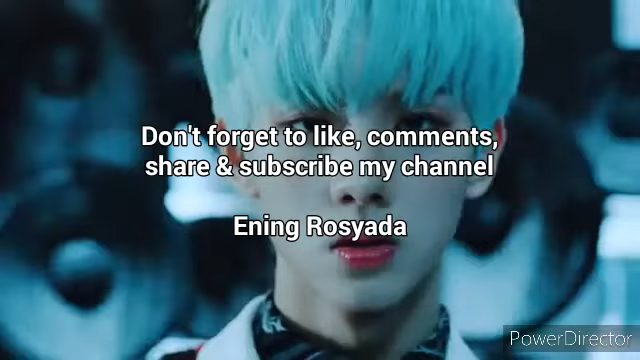 Don't forget to like, comments,
share & subscribe my channel
Ening Rosyada
PowerDirector